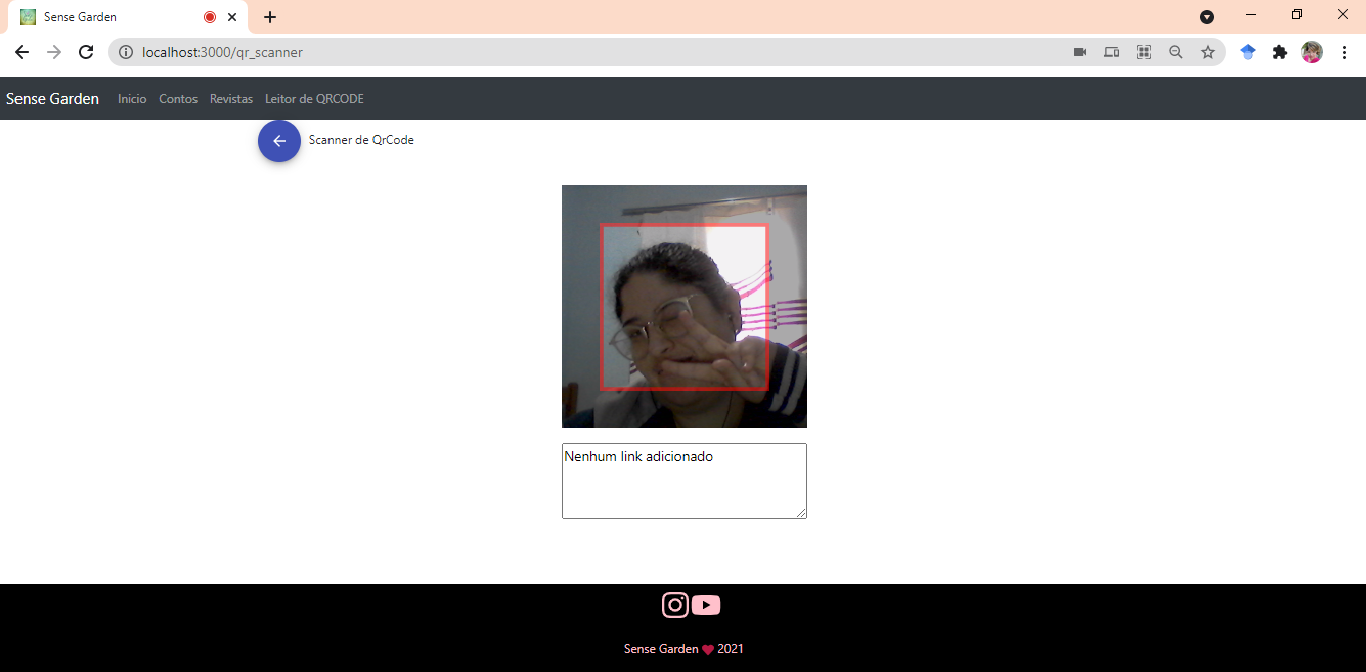 Sense Garden
localhost:3000/qr_scanner
Sense Garden Inicio Contos Revistas Leitor de QRCODE
Scanner de QrCode
Nenhum link adicionado
Sense Garden ❤ 2021